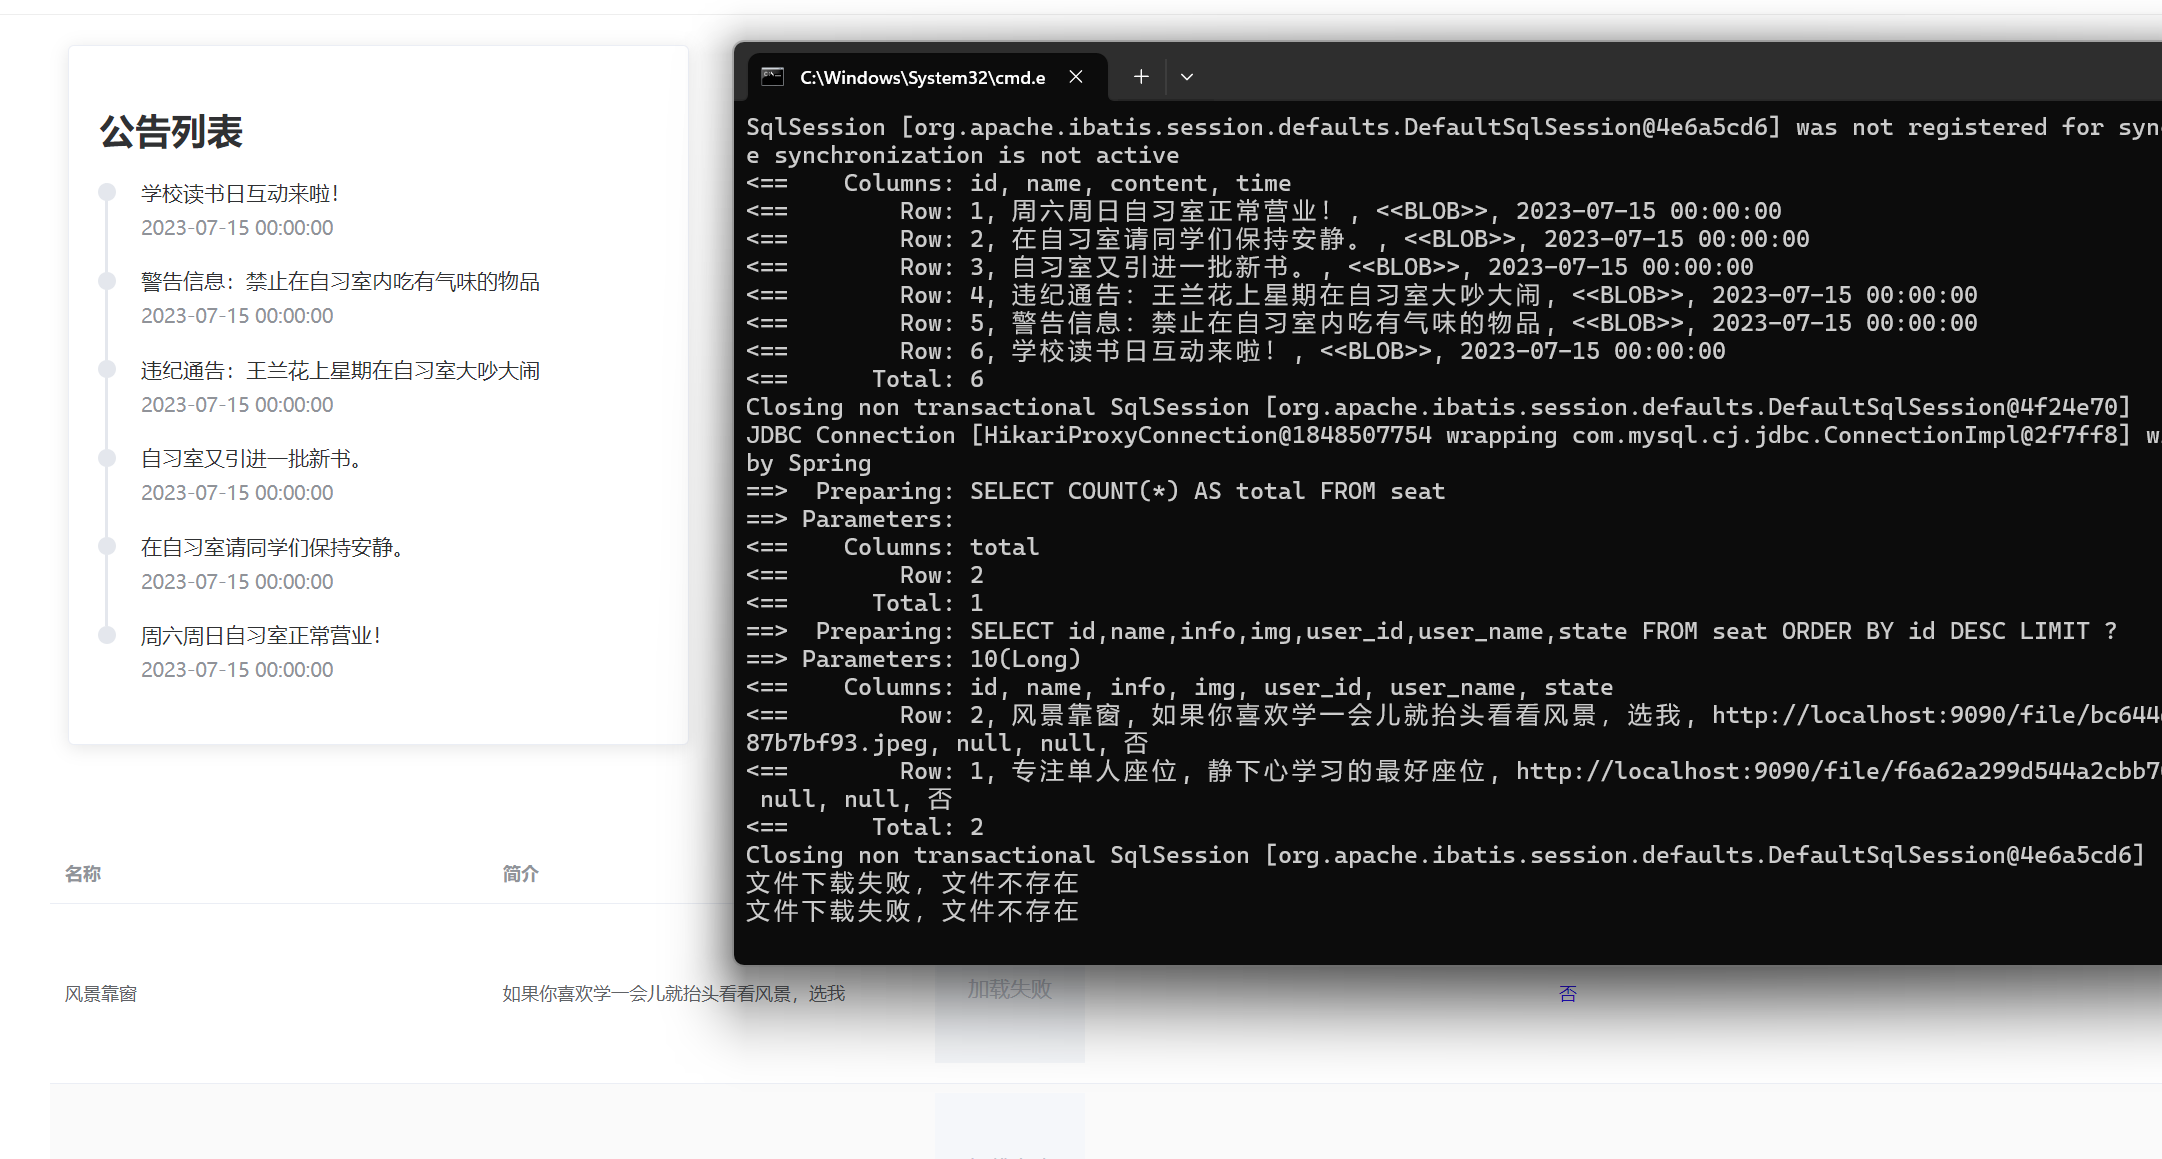 公告列表
学校读书日互动来啦！
2023-07-15 00:00:00
警告信息：禁止在自习室内吃有气味的物品
2023-07-15 00:00:00
违纪通告：王兰花上星期在自习室大吵大闹
2023-07-15 00:00:00
自习室又引进一批新书。
2023-07-15 00:00:00
在自习室请同学们保持安静。
2023-07-15 00:00:00
周六周日自习室正常营业！
2023-07-15 00:00:00
C:\Windows\System32\cmd.e
SqlSession [org.apache.ibatis.session.defaults.DefaultSqlSession@4e6a5cd6] was not registered for syn
e synchronization is not active
<==    Columns: id, name, content, time
<==        Row: 1, 周六周日自习室正常营业！, <<BLOB>>, 2023-07-15 00:00:00
<==        Row: 2, 在自习室请同学们保持安静。, <<BLOB>>, 2023-07-15 00:00:00
<==        Row: 3, 自习室又引进一批新书。, <<BLOB>>, 2023-07-15 00:00:00
<==        Row: 4, 违纪通告：王兰花上星期在自习室大吵大闹, <<BLOB>>, 2023-07-15 00:00:00
<==        Row: 5, 警告信息：禁止在自习室内吃有气味的物品, <<BLOB>>, 2023-07-15 00:00:00
<==        Row: 6, 学校读书日互动来啦！, <<BLOB>>, 2023-07-15 00:00:00
<==      Total: 6
Closing non transactional SqlSession [org.apache.ibatis.session.defaults.DefaultSqlSession@4f24e70]
JDBC Connection [HikariProxyConnection@1848507754 wrapping com.mysql.cj.jdbc.ConnectionImpl@2f7ff8] w
by Spring
==>  Preparing: SELECT COUNT(*) AS total FROM seat
==> Parameters:
<==    Columns: total
<==        Row: 2
<==      Total: 1
==>  Preparing: SELECT id,name,info,img,user_id,user_name,state FROM seat ORDER BY id DESC LIMIT ?
==> Parameters: 10(Long)
<==    Columns: id, name, info, img, user_id, user_name, state
<==        Row: 2, 风景靠窗, 如果你喜欢学一会儿就抬头看看风景，选我, http://localhost:9090/file/bc644
87b7bf93.jpeg, null, null, 否
<==        Row: 1, 专注单人座位, 静下心学习的最好座位, http://localhost:9090/file/f6a62a299d544a2cbb7
null, null, 否
<==      Total: 2
Closing non transactional SqlSession [org.apache.ibatis.session.defaults.DefaultSqlSession@4e6a5cd6]
文件下载失败，文件不存在
文件下载失败，文件不存在
名称 简介
风景靠窗 如果你喜欢学一会儿就抬头看看风景，选我 加载失败 否